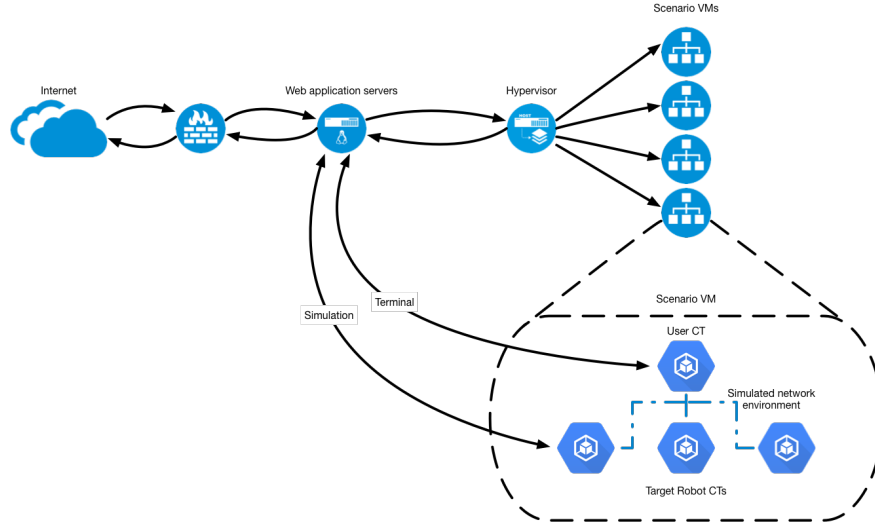 Scenario VMs
Internet
Web application servers
Hypervisor
HOST
Terminal
Simulation
Scenario VM
User CT
Simulated network
environment
Target Robot CTs